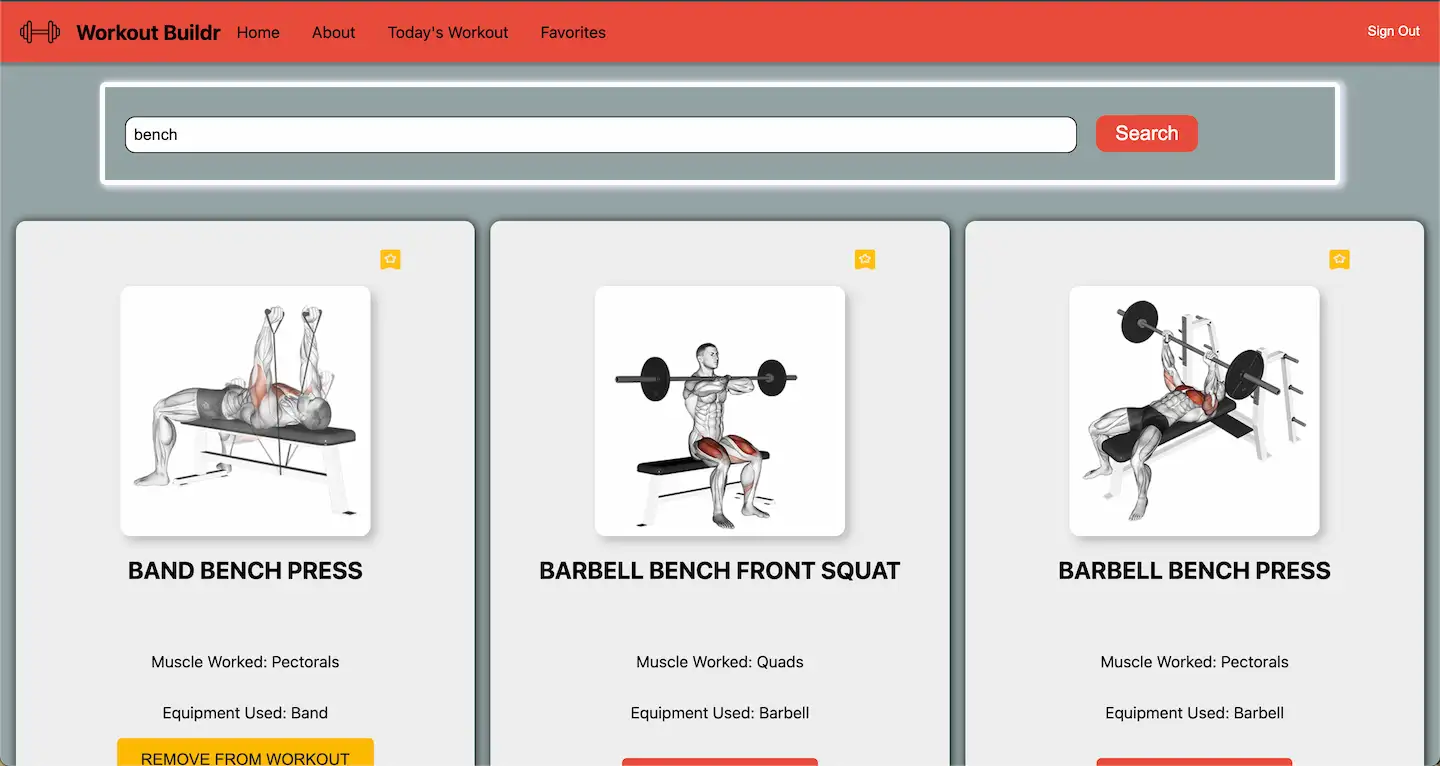 Workout Buildr Home About Today's Workout Favorites Sign Out
bench Search
BAND BENCH PRESS
Muscle Worked: Pectorals
Equipment Used: Band
REMOVE FROM WORKOUT
BARBELL BENCH FRONT SQUAT
Muscle Worked: Quads
Equipment Used: Barbell
BARBELL BENCH PRESS
Muscle Worked: Pectorals
Equipment Used: Barbell